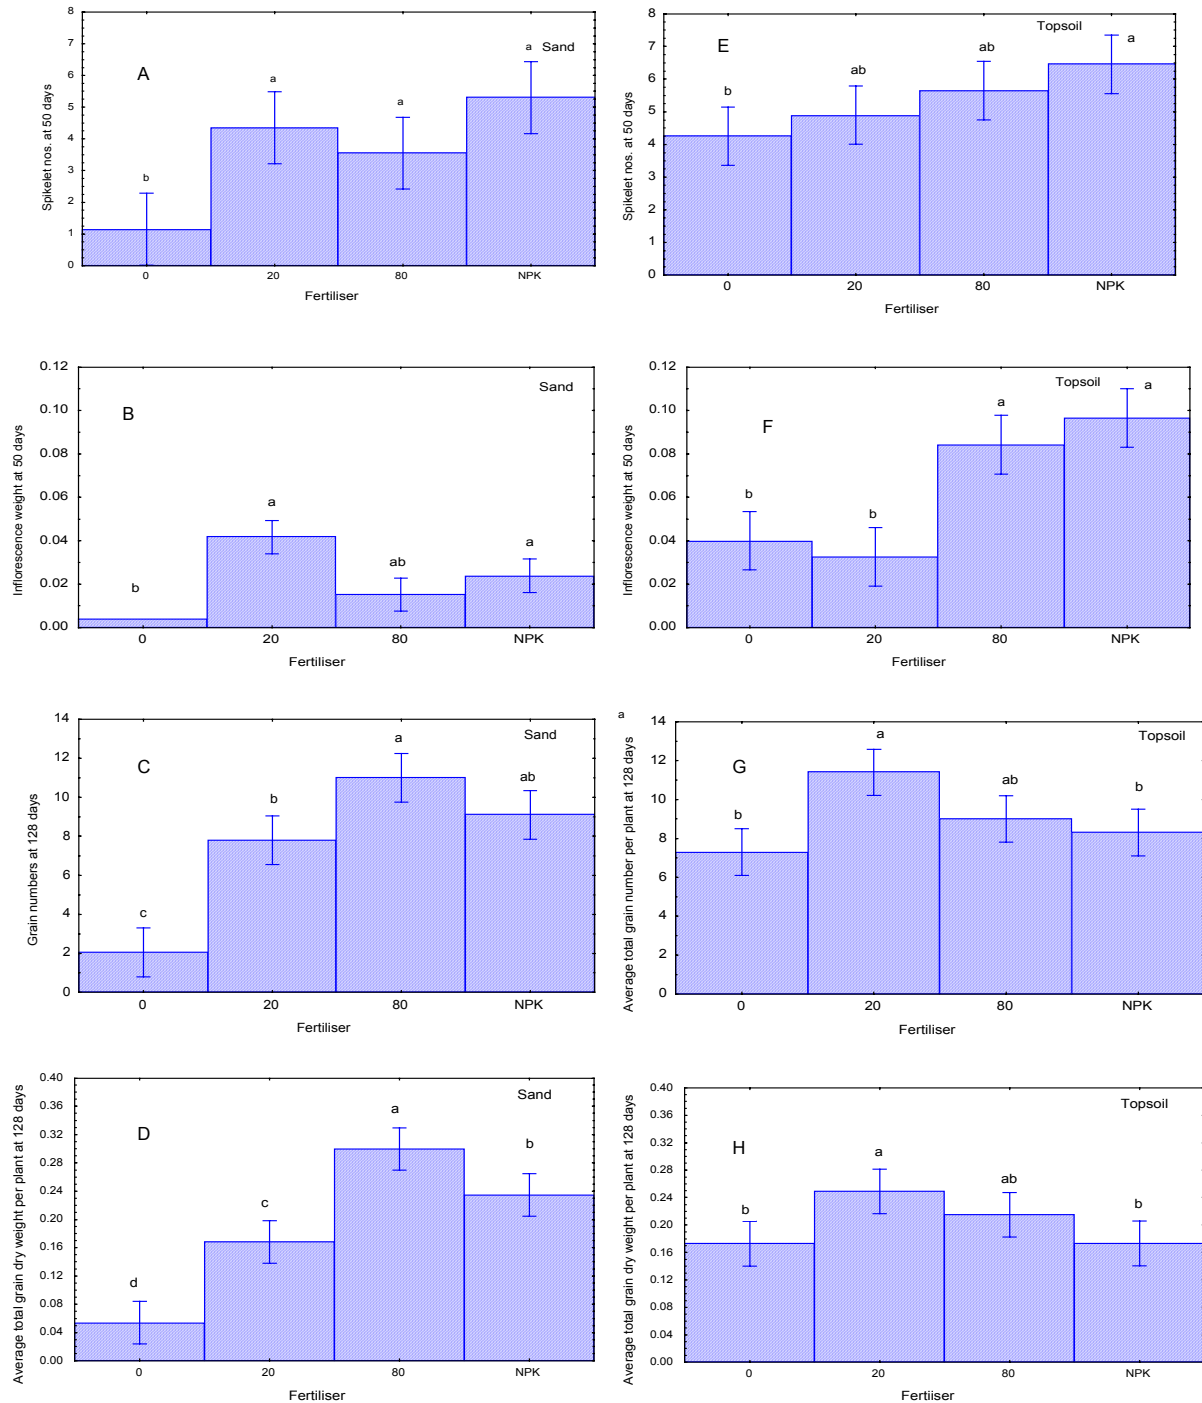 Spikelet nos. at 50 days
8
7
6
5
4
3
2
1
0
A
Sand
b
a
a
a
0
20
80
NPK
Fertiliser
Spikelet nos. at 50 days
8
7
6
5
4
3
2
1
0
E
Topsoil
b
ab
ab
a
0
20
80
NPK
Fertiliser
Inflorescence weight at 50 days
0.12
0.10
0.08
0.06
0.04
0.02
0.00
B
Sand
b
a
ab
a
0
20
80
NPK
Fertiliser
Inflorescence weight at 50 days
0.12
0.10
0.08
0.06
0.04
0.02
0.00
F
Topsoil
b
b
a
a
0
20
80
NPK
Fertiliser
Grain numbers at 128 days
14
12
10
8
6
4
2
0
C
Sand
c
b
a
ab
0
20
80
NPK
Fertiliser
a
Average total grain number per plant at 128 days
14
12
10
8
6
4
2
0
G
Topsoil
b
a
ab
b
0
20
80
NPK
Fertiliser
Average total grain dry weight per plant at 128 days
0.40
0.36
0.32
0.28
0.24
0.20
0.16
0.12
0.08
0.04
0.00
D
Sand
d
c
a
b
0
20
80
NPK
Fertiliser
Average total grain dry weight per plant at 128 days
0.40
0.36
0.32
0.28
0.24
0.20
0.16
0.12
0.08
0.04
0.00
H
Topsoil
b
a
ab
b
0
20
80
NPK
Fertiliser